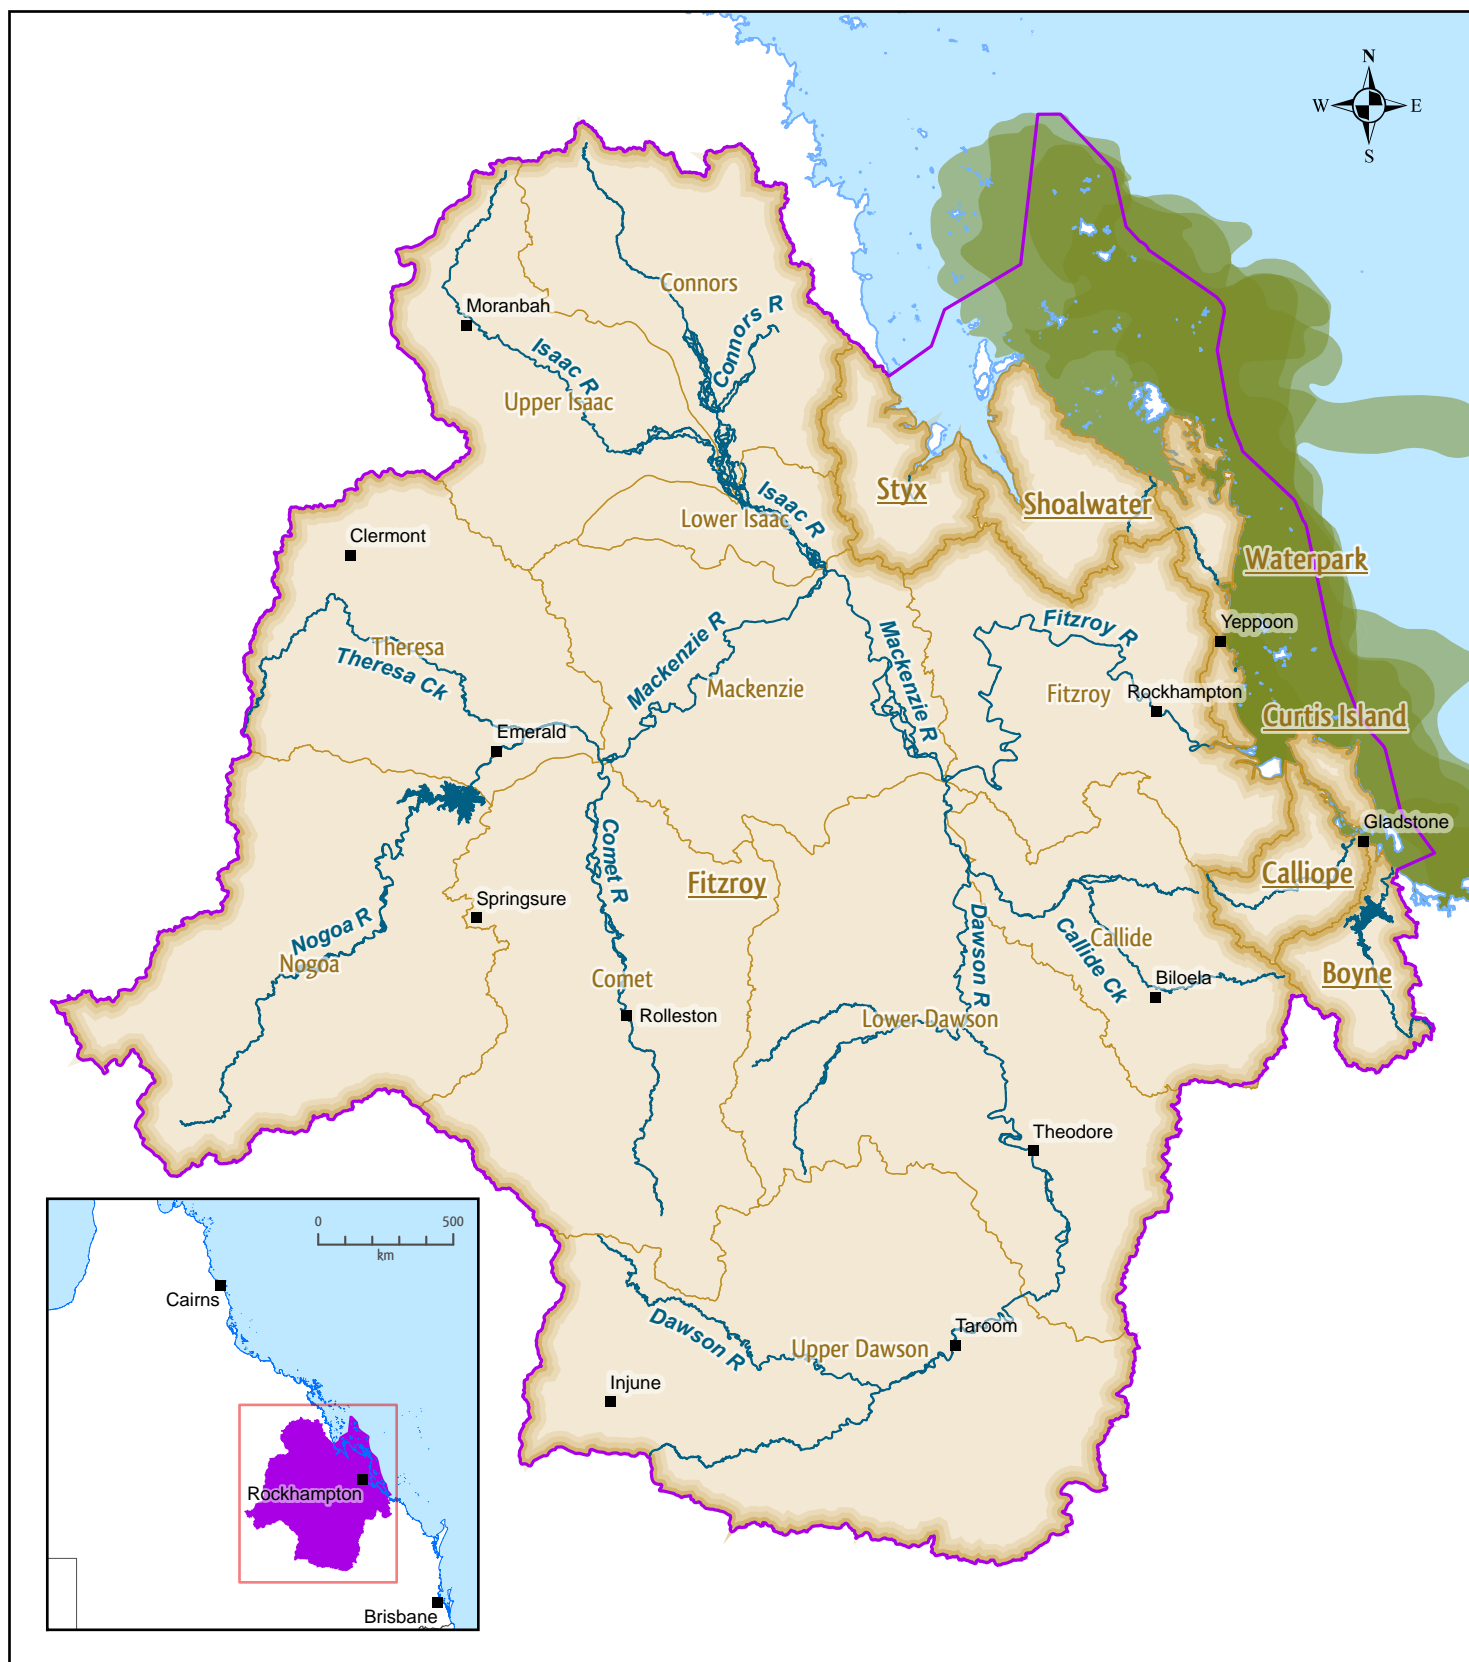 N
W
E
S
Connors
Moranbah
Connors R
Isaac R
Upper Isaac
Styx
Shoalwater
Isaac R
Lower Isaac
Clermont
Waterpark
Yeppoon
Fitzroy R
Mackenzie R
Mackenzie R
Theresa
Theresa Ck
Mackenzie
Fitzroy
Rockhampton
Curtis Island
Emerald
Gladstone
Comet R
Calliope
Fitzroy
Springsure
Dawson R
Nogoa R
Nogoa
Callide
Callide Ck
Boyne
Comet
Biloela
Rolleston
Lower Dawson
Theodore
Taroom
Dawson R
Upper Dawson
Injune
0
500
km
Cairns
Rockhampton
Brisbane